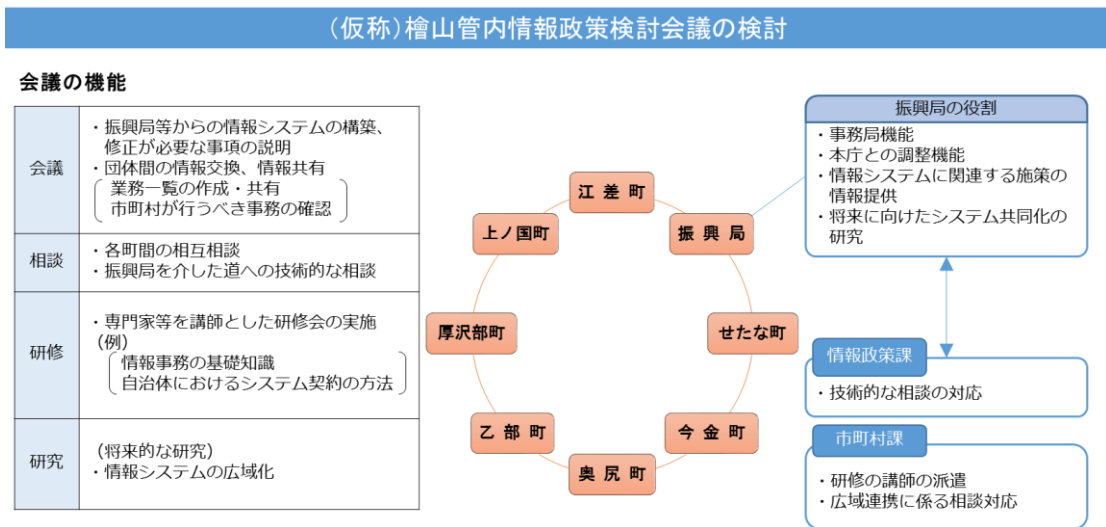 （仮称）檜山管内情報政策検討会議の検討
会議の機能
会議
・振興局等からの情報システムの構築、
修正が必要な事項の説明
・団体間の情報交換、情報共有
業務一覧の作成・共有
市町村が行うべき事務の確認
相談
・各町間の相互相談
・振興局を介した道への技術的な相談
研修
・専門家等を講師とした研修会の実施
(例)
情報事務の基礎知識
自治体におけるシステム契約の方法
研究
(将来的な研究)
・情報システムの広域化
江差町
上ノ国町
振興局
厚沢部町
せたな町
乙部町
今金町
奥尻町
振興局の役割
・事務局機能
・本庁との調整機能
・情報システムに関連する施策の
情報提供
・将来に向けたシステム共同化の
研究
情報政策課
・技術的な相談の対応
市町村課
・研修の講師の派遣
・広域連携に係る相談対応